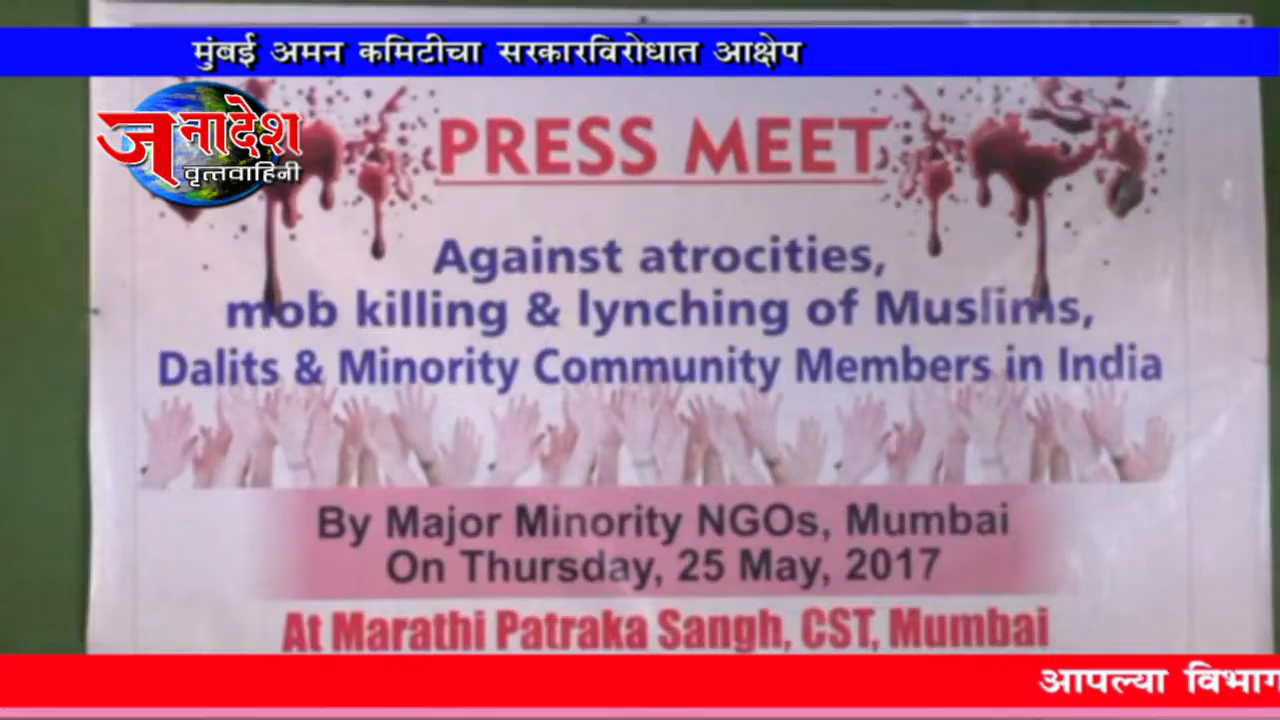 मुंबई अमन कमिटीचा सरकारविरोधात आक्षेप
जनादेश
वृत्तवाहिनी
PRESS MEET
Against atrocities,
mob killing & lynching of Muslims,
Dalits & Minority Community Members in India
By Major Minority NGOs, Mumbai
On Thursday, 25 May, 2017
At Marathi Patraka Sangh, CST, Mumbai
आपल्या विभाग